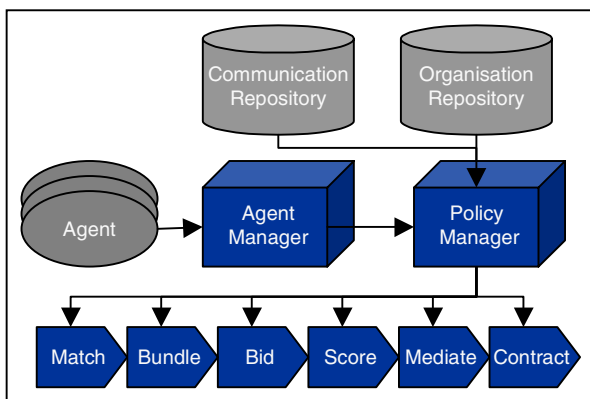 Communication
Repository
Organisation
Repository
Agent
Agent
Manager
Policy
Manager
Match
Bundle
Bid
Score
Mediate
Contract